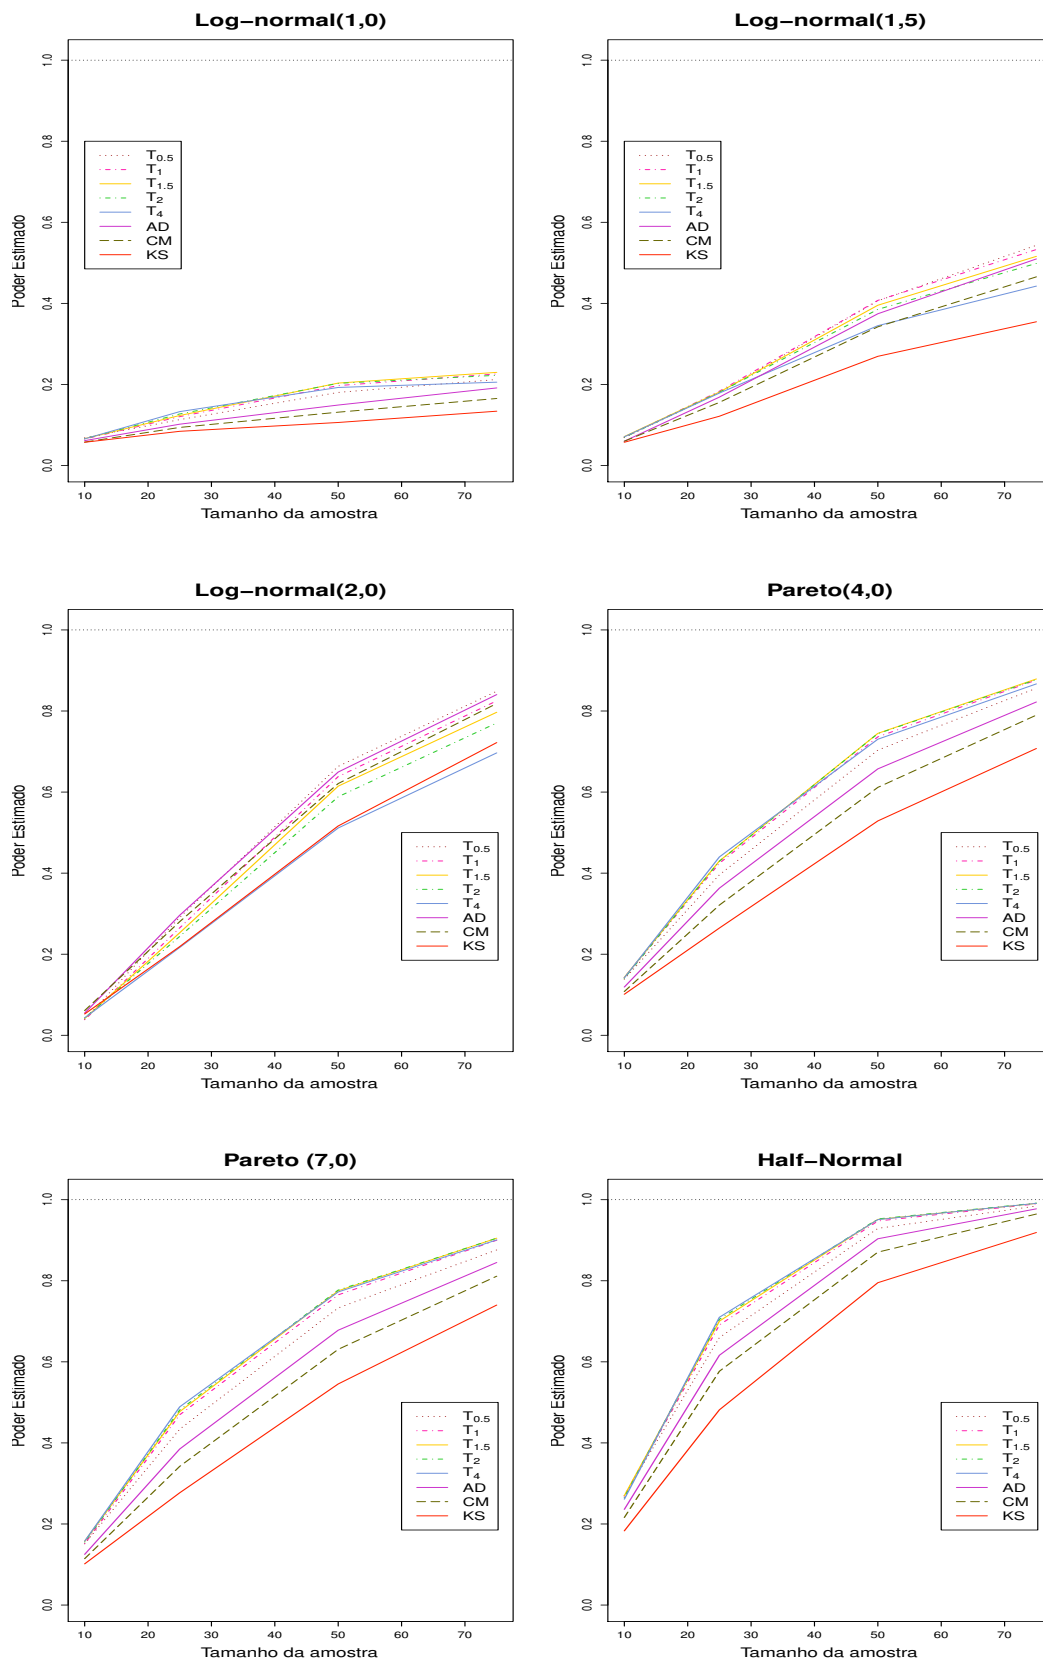 Log-normal(1,0)
Poder Estimado
1.0
0.8
0.6
0.4
0.2
0.0
T0.5
T1
T1.5
T2
T4
AD
CM
KS
10 20 30 40 50 60 70
Tamanho da amostra
Log-normal(1,5)
Poder Estimado
1.0
0.8
0.6
0.4
0.2
0.0
T0.5
T1
T1.5
T2
T4
AD
CM
KS
10 20 30 40 50 60 70
Tamanho da amostra
Log-normal(2,0)
Poder Estimado
1.0
0.8
0.6
0.4
0.2
0.0
T0.5
T1
T1.5
T2
T4
AD
CM
KS
10 20 30 40 50 60 70
Tamanho da amostra
Pareto(4,0)
Poder Estimado
1.0
0.8
0.6
0.4
0.2
0.0
T0.5
T1
T1.5
T2
T4
AD
CM
KS
10 20 30 40 50 60 70
Tamanho da amostra
Pareto (7,0)
Poder Estimado
1.0
0.8
0.6
0.4
0.2
0.0
T0.5
T1
T1.5
T2
T4
AD
CM
KS
10 20 30 40 50 60 70
Tamanho da amostra
Half-Normal
Poder Estimado
1.0
0.8
0.6
0.4
0.2
0.0
T0.5
T1
T1.5
T2
T4
AD
CM
KS
10 20 30 40 50 60 70
Tamanho da amostra